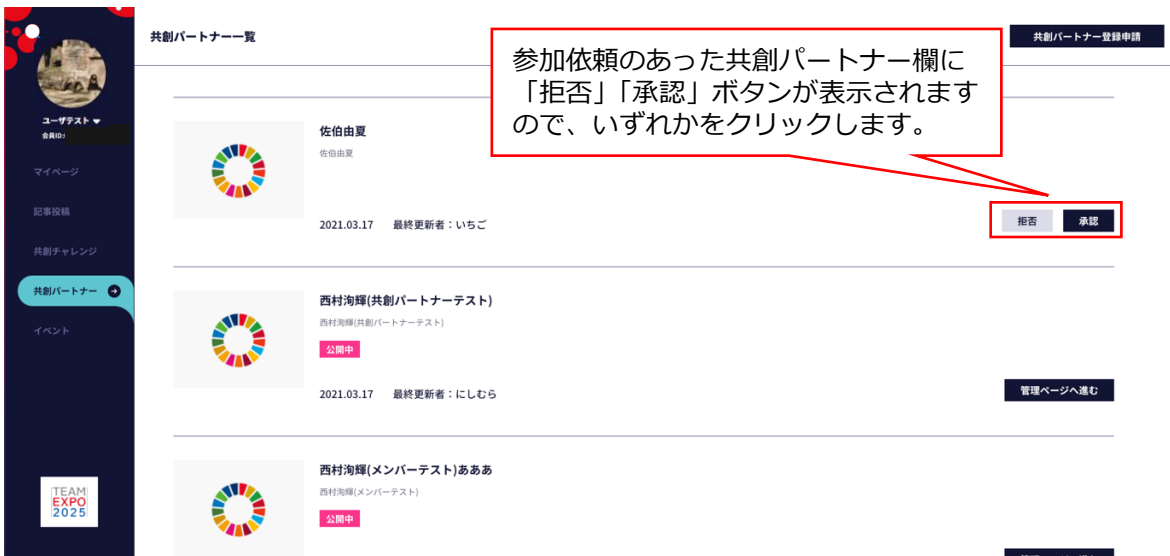 共創パートナー一覧
共創パートナー登録申請
参加依頼のあった共創パートナー欄に
「拒否」「承認」ボタンが表示されます
ので、いずれかをクリックします。
ユーザテスト
会員ID:
マイページ
記事投稿
共創チャレンジ
共創パートナー
イベント
TEAM
EXPO
2025
佐伯由夏
佐伯由夏
2021.03.17 最終更新者：いちご
拒否 承認
西村洵輝(共創パートナーテスト)
西村洵輝(共創パートナーテスト)
公開中
2021.03.17 最終更新者：にしむら
管理ページへ進む
西村洵輝(メンバーテスト)あああ
西村洵輝(メンバーテスト)
公開中